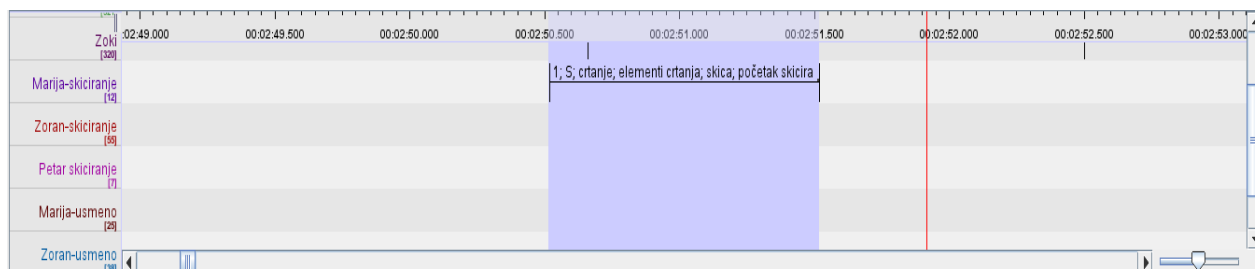 :02:49.000 00:02:49.500 00:02:50.000 00:02:50.500 00:02:51.000 00:02:51.500 00:02:52.000 00:02:52.500 00:02:53.000
Zoki
[320]
1; S; crtanje; elementi crtanja; skica; početak skicira
Marija-skiciranje
[12]
Zoran-skiciranje
[55]
Petar skiciranje
[7]
Marija-usmeno
[25]
Zoran-usmeno